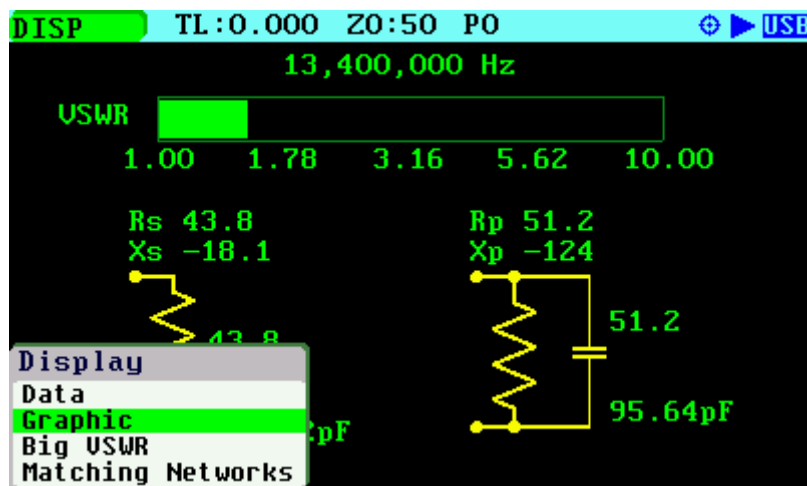 DISP TL:0.000 Z0:50 P0 USB
13,400,000 Hz
VSWR
1.00 1.78 3.16 5.62 10.00
Rs 43.8 Rp 51.2
Xs -18.1 Xp -124
51.2
43.8
Display
Data
Graphic 95.64pF
Big VSWR pF
Matching Networks